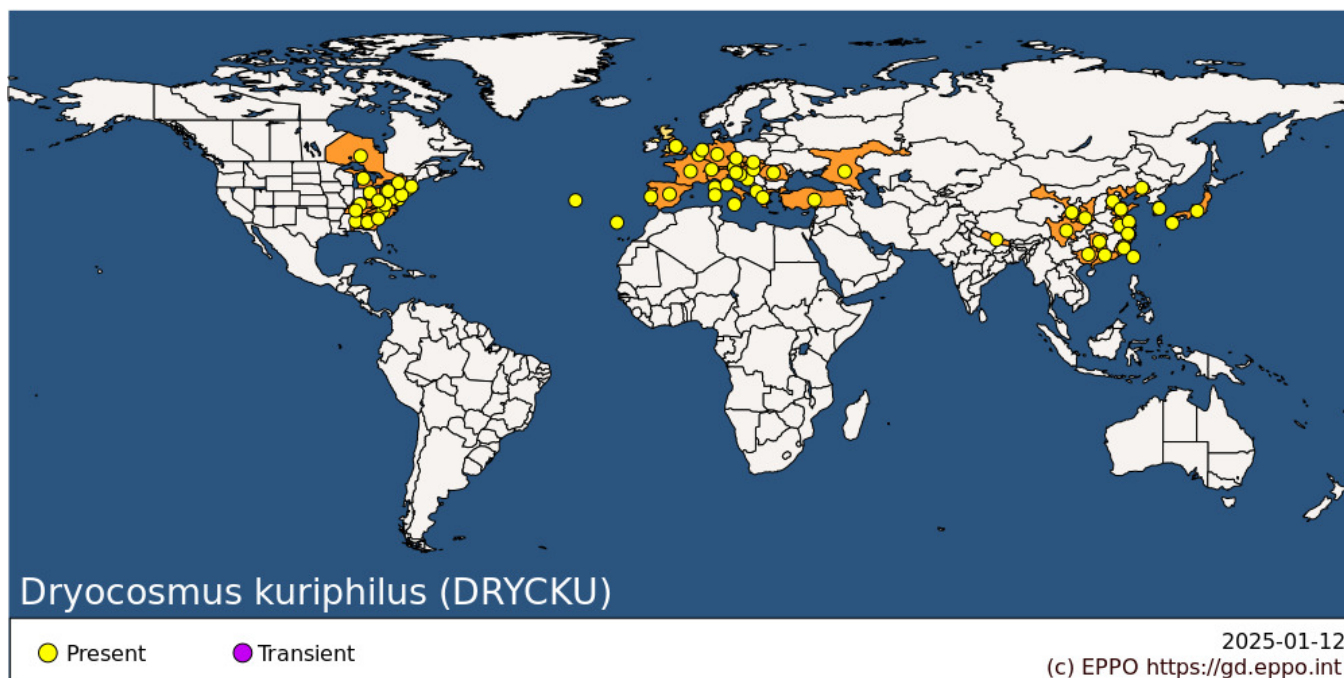 Dryocosmus kuriphilus (DRYCKU)
Present
Transient
2025-01-12
(c) EPPO https://gd.eppo.int